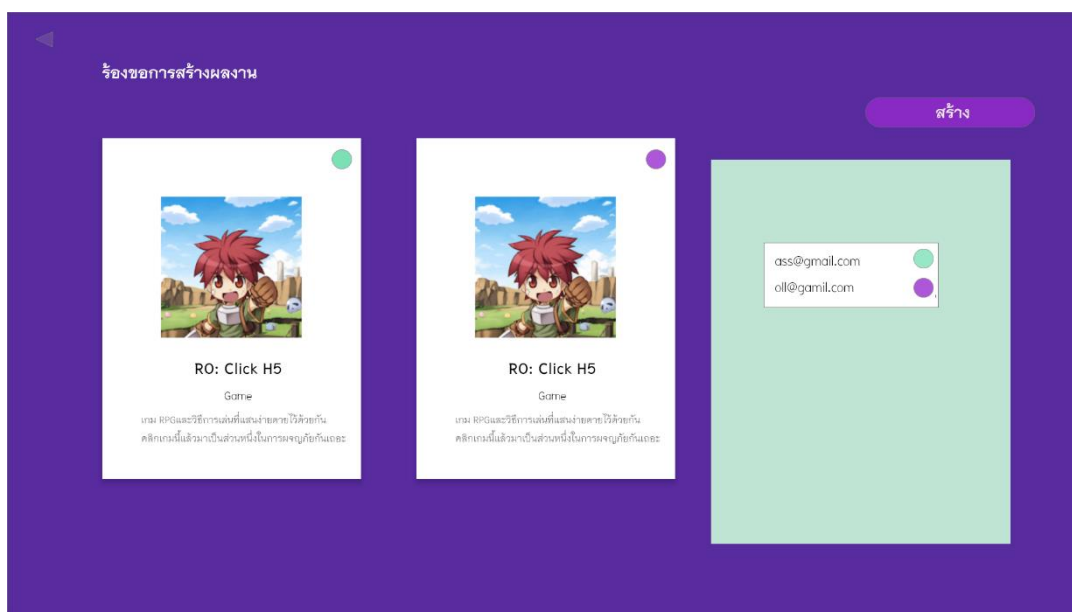 ร้องขอการสร้างผลงาน
สร้าง
RO: Click H5
Game
เกม RPGและวิธีการเล่นที่แสนง่ายดายไว้ด้วยกัน
คลิกเกมนี้แล้วมาเป็นส่วนหนึ่งในการผจญภัยกันเถอะ
RO: Click H5
Game
เกม RPGและวิธีการเล่นที่แสนง่ายดายไว้ด้วยกัน
คลิกเกมนี้แล้วมาเป็นส่วนหนึ่งในการผจญภัยกันเถอะ
ass@gmail.com
oll@gamil.com